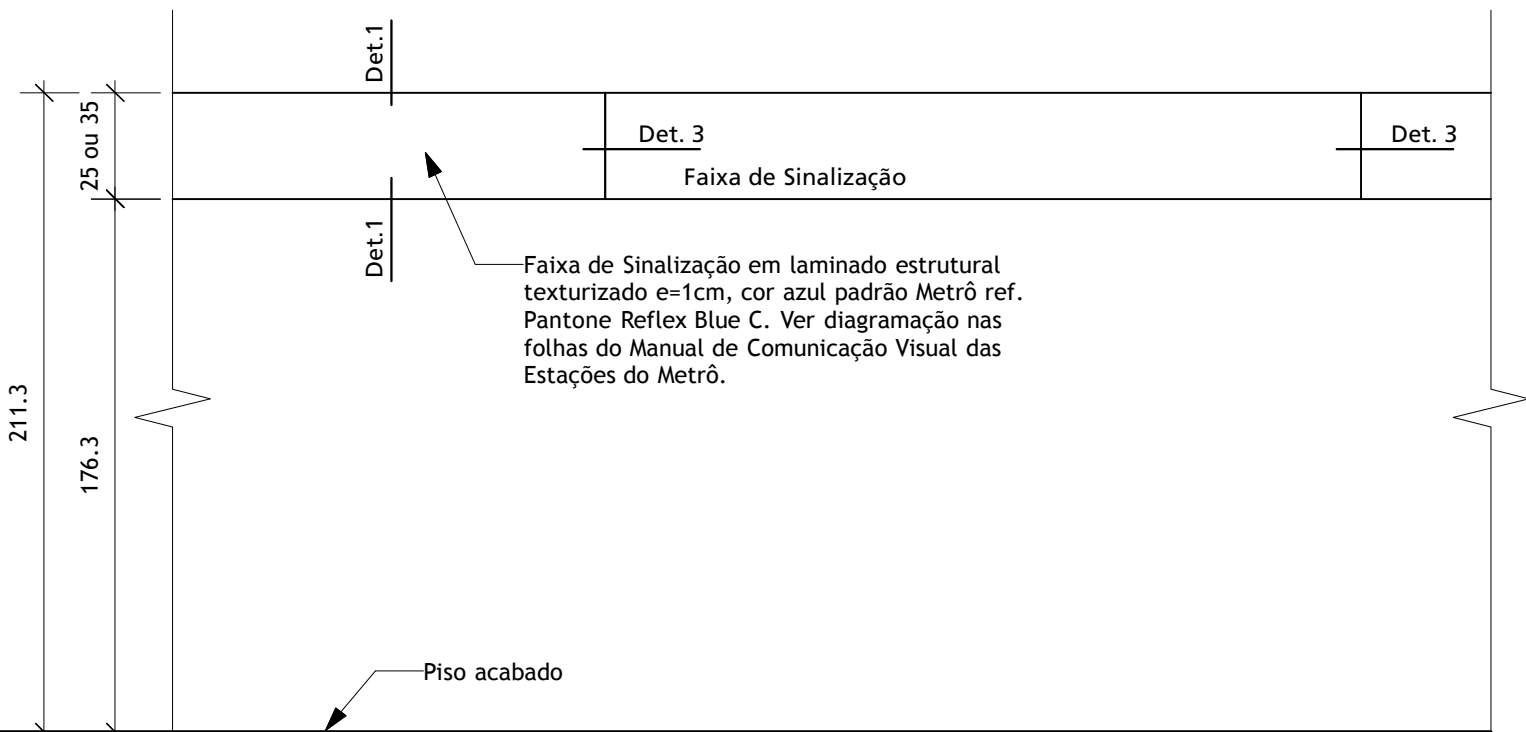 Det.1
25 ou 35
Det. 3
Det. 3
Faixa de Sinalização
Det.1
Faixa de Sinalização em laminado estrutural
texturizado e=1cm, cor azul padrão Metrô ref.
Pantone Reflex Blue C. Ver diagramação nas
folhas do Manual de Comunicação Visual das
Estações do Metrô.
211.3
176.3
Piso acabado